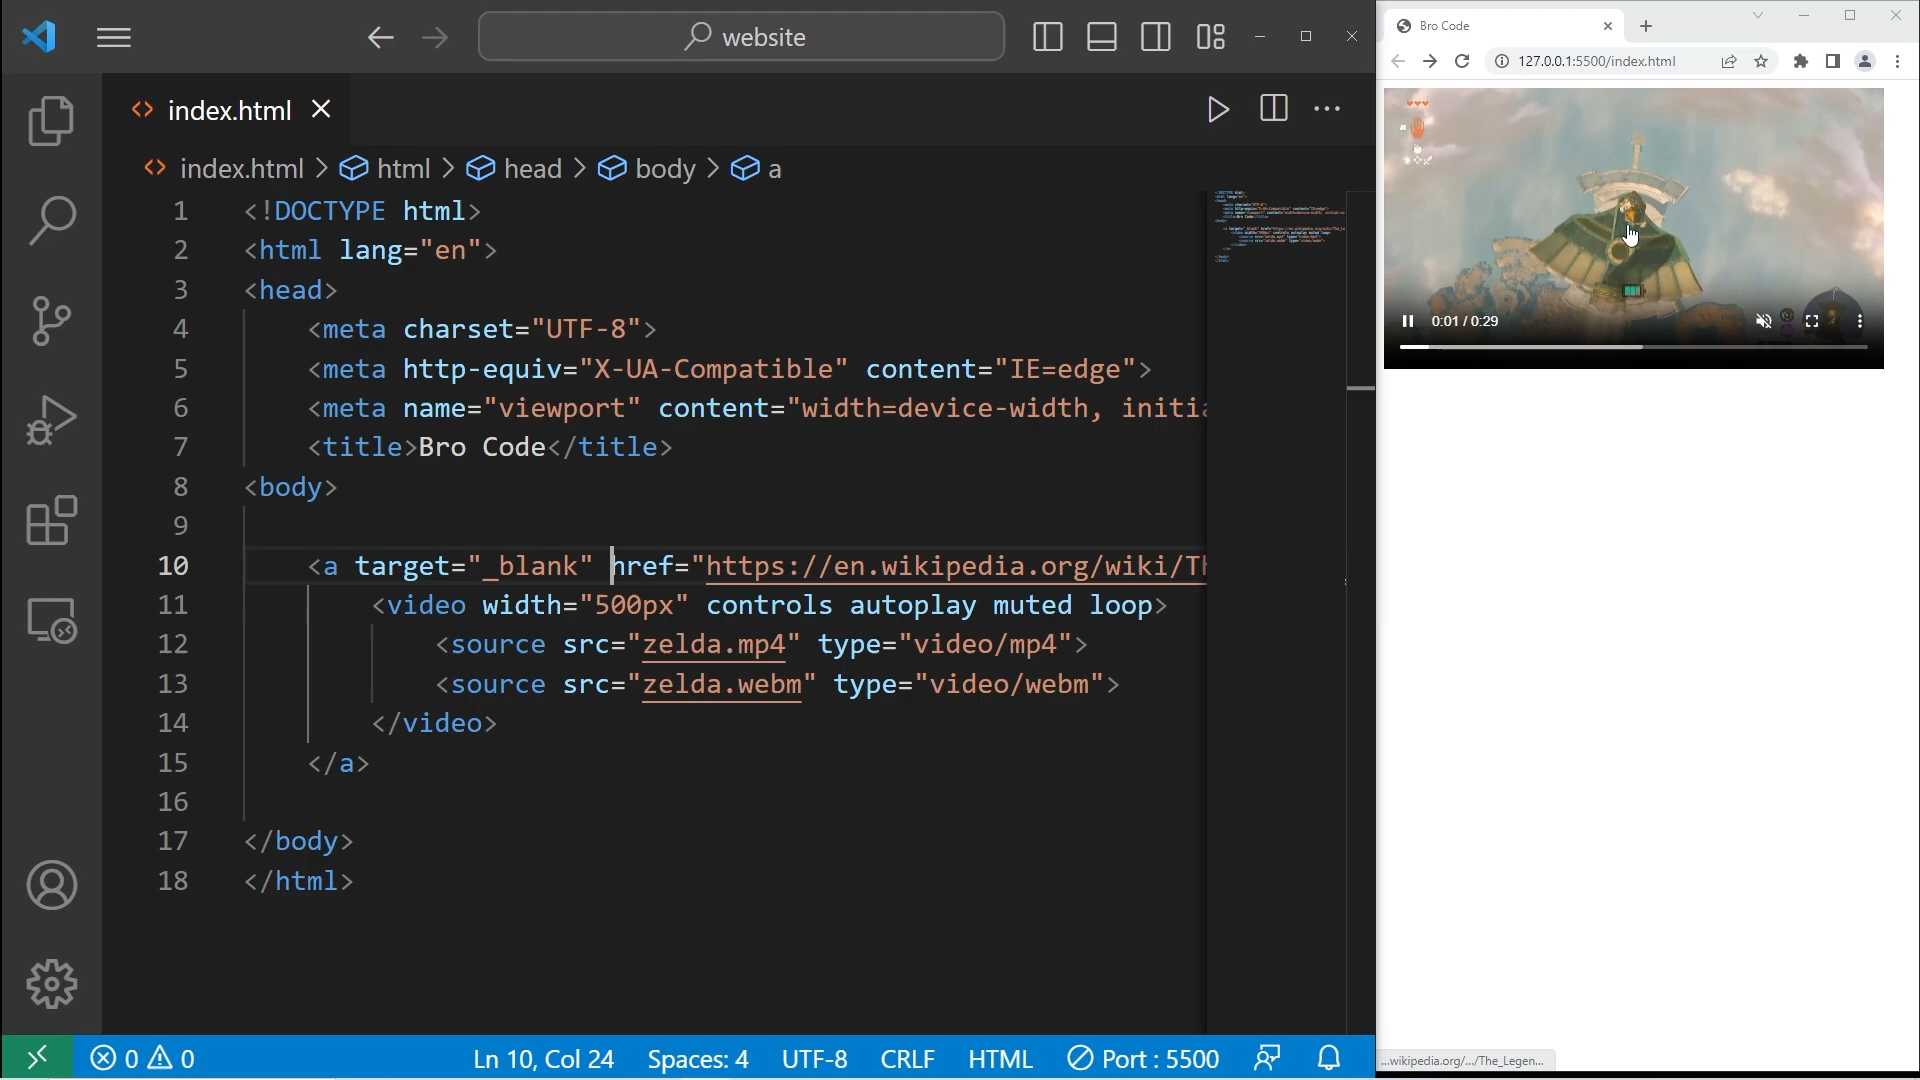 website
index.html
index.html > html > head > body > a
1 <!DOCTYPE html>
2 <html lang="en">
3 <head>
4 <meta charset="UTF-8">
5 <meta http-equiv="X-UA-Compatible" content="IE=edge">
6 <meta name="viewport" content="width=device-width, initia
7 <title>Bro Code</title>
8 <body>
9
10 <a target="_blank" href="https://en.wikipedia.org/wiki/Th
11 <video width="500px" controls autoplay muted loop>
12 <source src="zelda.mp4" type="video/mp4">
13 <source src="zelda.webm" type="video/webm">
14 </video>
15 </a>
16
17 </body>
18 </html>
0 0 Ln 10, Col 24 Spaces: 4 UTF-8 CRLF HTML Port : 5500
Bro Code
127.0.0.1:5500/index.html
0:01 / 0:29
...wikipedia.org/.../The_Legen...